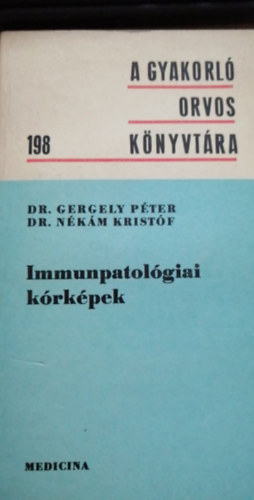 A GYAKORLÓ
ORVOS
198 KÖNYVTÁRA
DR. GERGELY PÉTER
DR. NÉKÁM KRISTÓF
Immunpatológiai
kórképek
MEDICINA